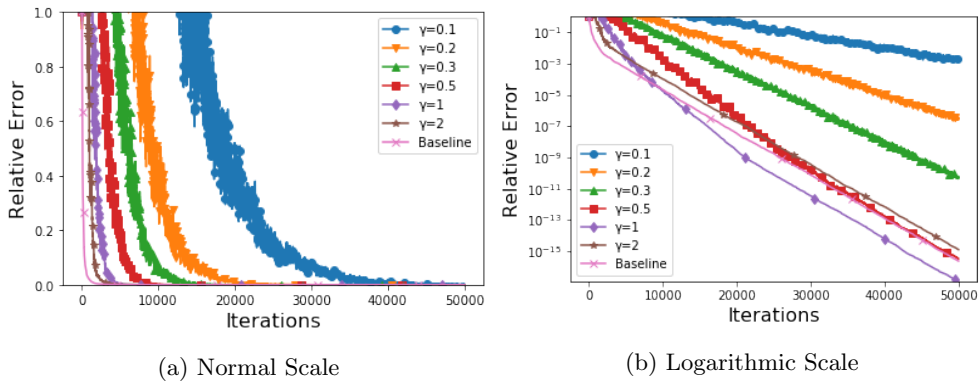 1.0
0.8
0.6
0.4
0.2
0.0
Relative Error
0
10000
20000
30000
40000
50000
Iterations
γ=0.1
γ=0.2
γ=0.3
γ=0.5
γ=1
γ=2
Baseline
(a) Normal Scale
10⁻¹
10⁻³
10⁻⁵
10⁻⁷
10⁻⁹
10⁻¹¹
10⁻¹³
10⁻¹⁵
Relative Error
0
10000
20000
30000
40000
50000
Iterations
γ=0.1
γ=0.2
γ=0.3
γ=0.5
γ=1
γ=2
Baseline
(b) Logarithmic Scale